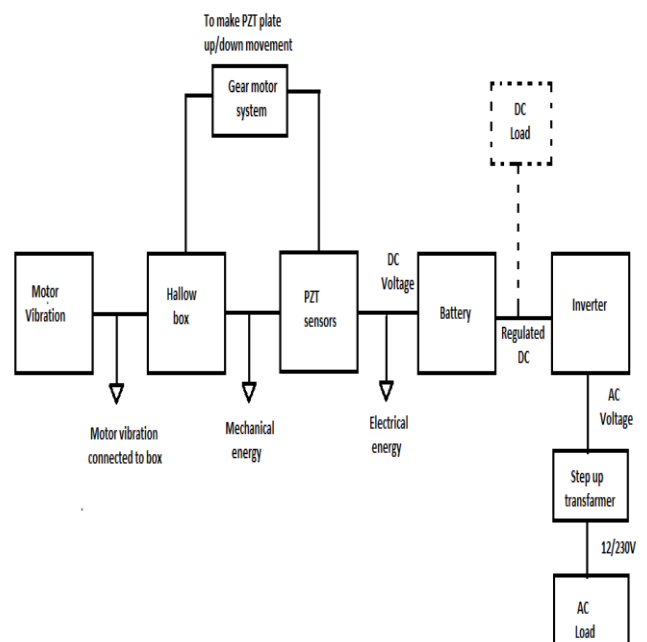 To make PZT plate
up/down movement
Gear motor
system
DC
Load
Motor
Vibration
Hallow
box
PZT
sensors
DC
Voltage
Battery
Regulated
DC
Inverter
Motor vibration
connected to box
Mechanical
energy
Electrical
energy
AC
Voltage
Step up
transfarmer
12/230V
AC
Load